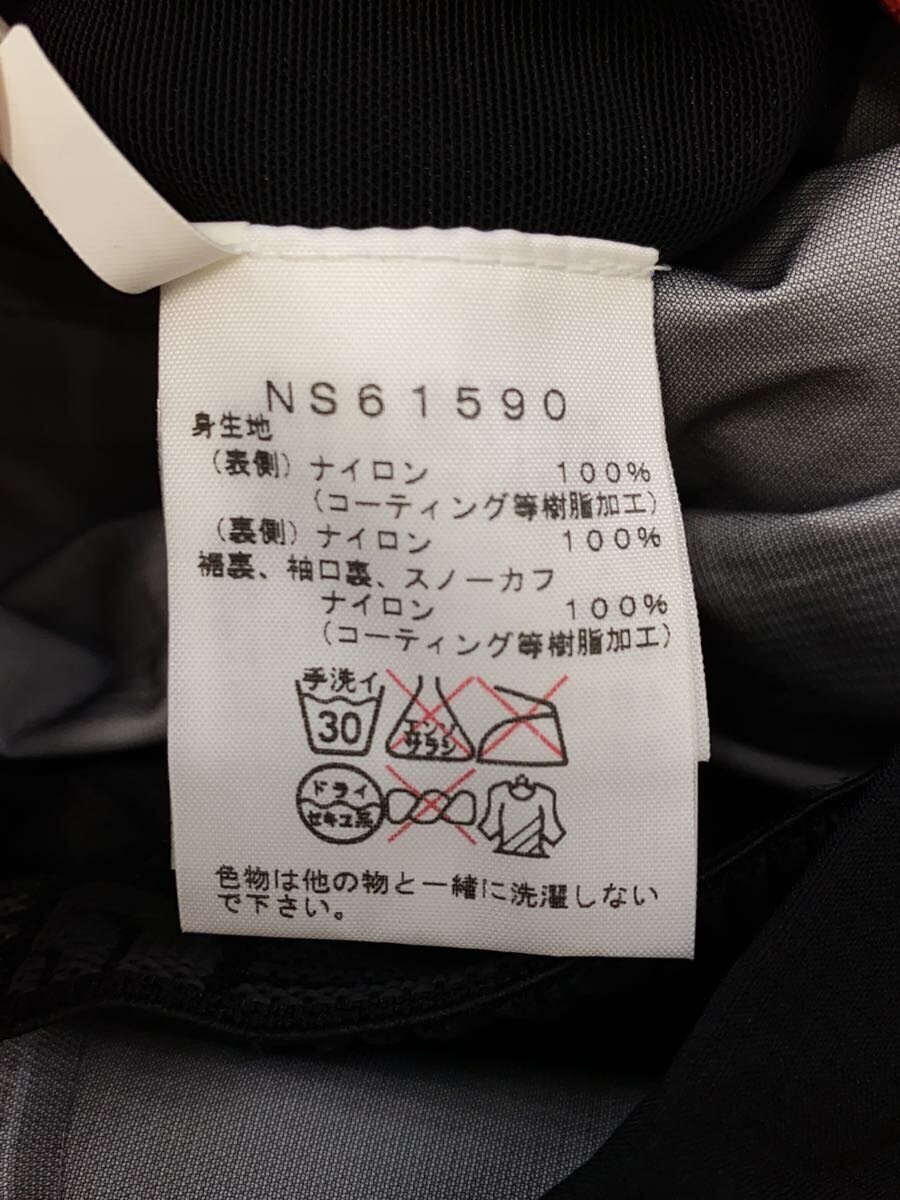 NS61590
身生地
(表側)ナイロン 100%
(コーティング等樹脂加工)
(裏側)ナイロン 100%
裾裏、袖口裏、スノーカフ
ナイロン 100%
(コーティング等樹脂加工)
手洗イ
30
エンソ
サラシ
ドライ
セキユ系
色物は他の物と一緒に洗濯しない
で下さい。